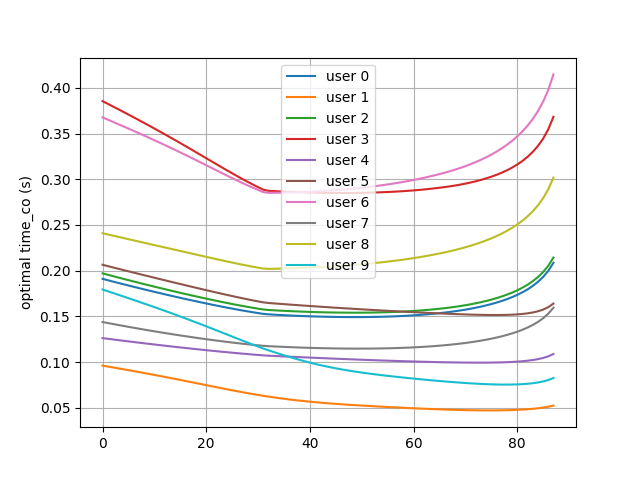 0.40
0.35
0.30
0.25
0.20
0.15
0.10
0.05
optimal time_co (s)
user 0
user 1
user 2
user 3
user 4
user 5
user 6
user 7
user 8
user 9
0 20 40 60 80